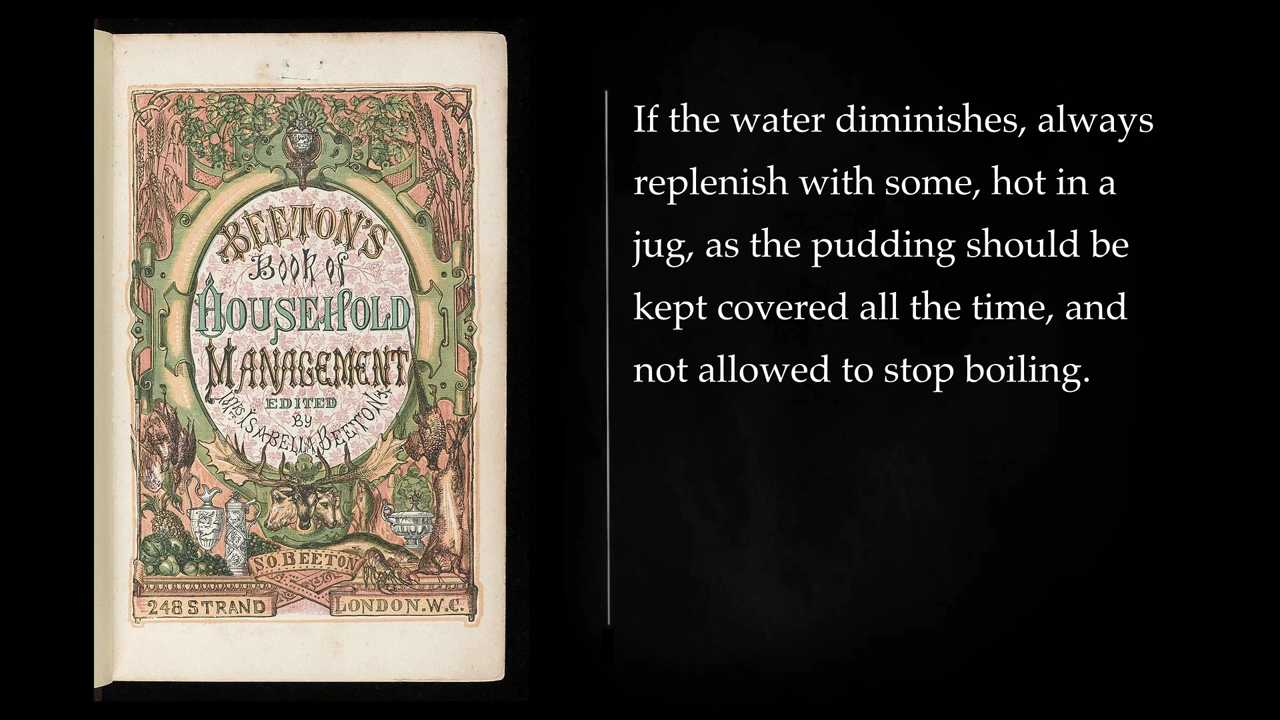 BEETON'S
Book of
HOUSEHOLD
MANAGEMENT
EDITED
By
MRS ISABELLA BEETON.
S.O.BEETON
248 STRAND
LONDON.W.C.
If the water diminishes, always
replenish with some, hot in a
jug, as the pudding should be
kept covered all the time, and
not allowed to stop boiling.